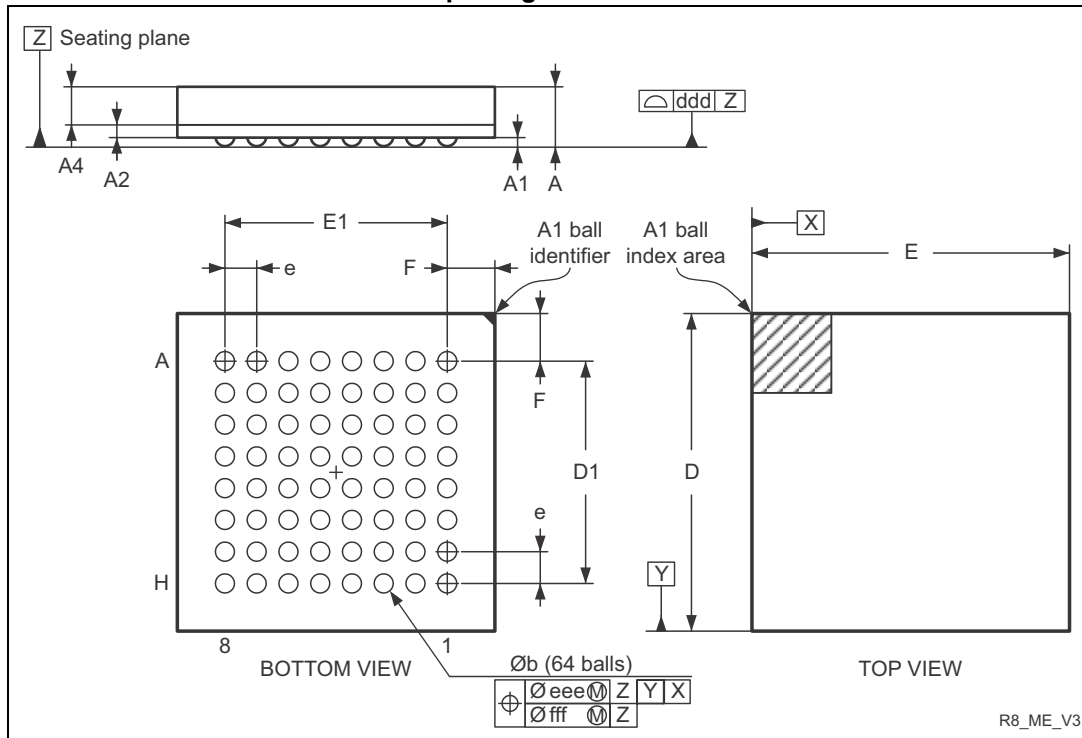 Z Seating plane
ddd Z
A4
A2
A1
A
E1
A1 ball
identifier
A1 ball
index area
X
e
F
E
A
F
D1
D
e
Y
H
8
1
BOTTOM VIEW
Øb (64 balls)
TOP VIEW
Ø eee Ⓜ Z Y X
Ø fff Ⓜ Z
R8_ME_V3